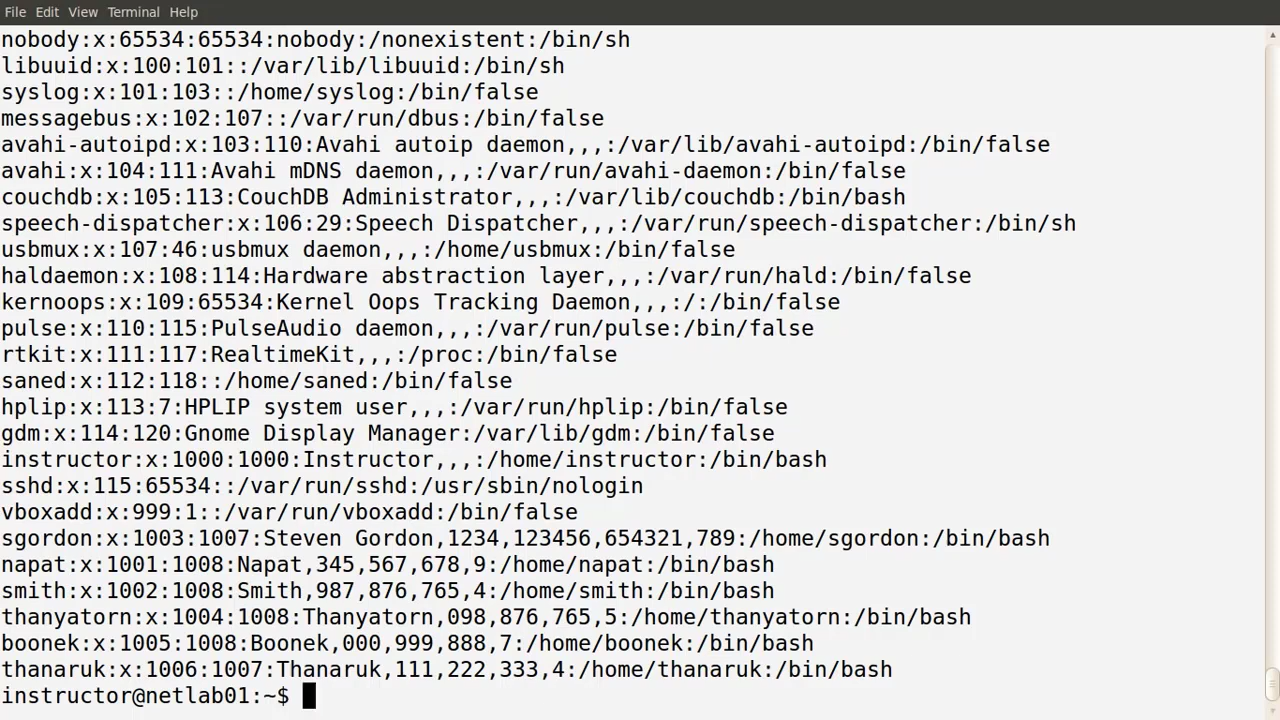 File Edit View Terminal Help
nobody:x:65534:65534:nobody:/nonexistent:/bin/sh
libuuid:x:100:101::/var/lib/libuuid:/bin/sh
syslog:x:101:103::/home/syslog:/bin/false
messagebus:x:102:107::/var/run/dbus:/bin/false
avahi-autoipd:x:103:110:Avahi autoip daemon,,,:/var/lib/avahi-autoipd:/bin/false
avahi:x:104:111:Avahi mDNS daemon,,,:/var/run/avahi-daemon:/bin/false
couchdb:x:105:113:CouchDB Administrator,,,:/var/lib/couchdb:/bin/bash
speech-dispatcher:x:106:29:Speech Dispatcher,,,:/var/run/speech-dispatcher:/bin/sh
usbmux:x:107:46:usbmux daemon,,,:/home/usbmux:/bin/false
haldaemon:x:108:114:Hardware abstraction layer,,,:/var/run/hald:/bin/false
kernoops:x:109:65534:Kernel Oops Tracking Daemon,,,:/:/bin/false
pulse:x:110:115:PulseAudio daemon,,,:/var/run/pulse:/bin/false
rtkit:x:111:117:RealtimeKit,,,:/proc:/bin/false
saned:x:112:118::/home/saned:/bin/false
hplip:x:113:7:HPLIP system user,,,:/var/run/hplip:/bin/false
gdm:x:114:120:Gnome Display Manager:/var/lib/gdm:/bin/false
instructor:x:1000:1000:Instructor,,,:/home/instructor:/bin/bash
sshd:x:115:65534::/var/run/sshd:/usr/sbin/nologin
vboxadd:x:999:1::/var/run/vboxadd:/bin/false
sgordon:x:1003:1007:Steven Gordon,1234,123456,654321,789:/home/sgordon:/bin/bash
napat:x:1001:1008:Napat,345,567,678,9:/home/napat:/bin/bash
smith:x:1002:1008:Smith,987,876,765,4:/home/smith:/bin/bash
thanyatorn:x:1004:1008:Thanyatorn,098,876,765,5:/home/thanyatorn:/bin/bash
boonek:x:1005:1008:Boonek,000,999,888,7:/home/boonek:/bin/bash
thanaruk:x:1006:1007:Thanaruk,111,222,333,4:/home/thanaruk:/bin/bash
instructor@netlab01:~$